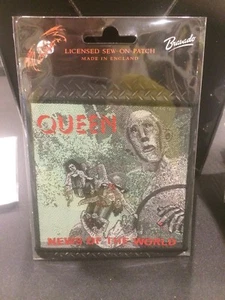 LICENSED SEW-ON-PATCH
MADE IN ENGLAND
Bravado
QUEEN
NEWS OF THE WORLD